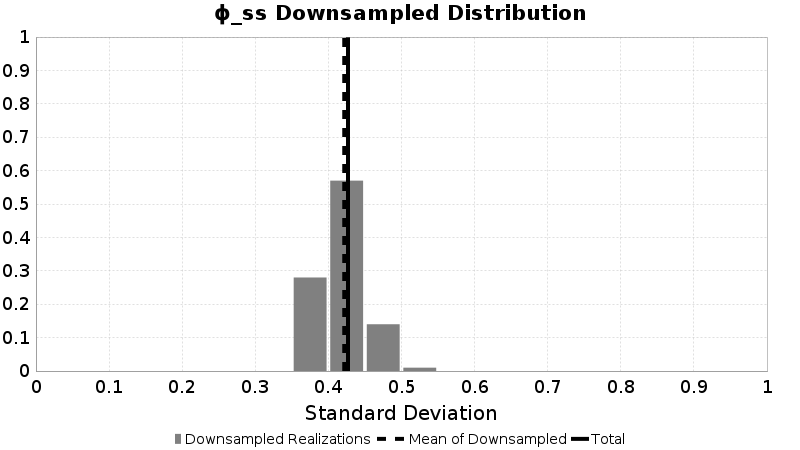 ϕ_ss Downsampled Distribution
1
0.9
0.8
0.7
0.6
0.5
0.4
0.3
0.2
0.1
0
0 0.1 0.2 0.3 0.4 0.5 0.6 0.7 0.8 0.9 1
Standard Deviation
Downsampled Realizations Mean of Downsampled Total